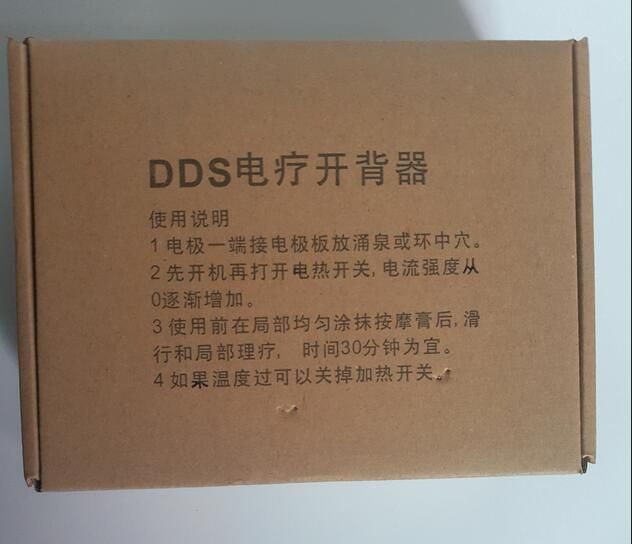 DDS电疗开背器
使用说明
1 电极一端接电极板放涌泉或环中穴。
2 先开机再打开电热开关,电流强度从
0逐渐增加。
3 使用前在局部均匀涂抹按摩膏后,滑
行和局部理疗, 时间30分钟为宜。
4 如果温度过可以关掉加热开关。